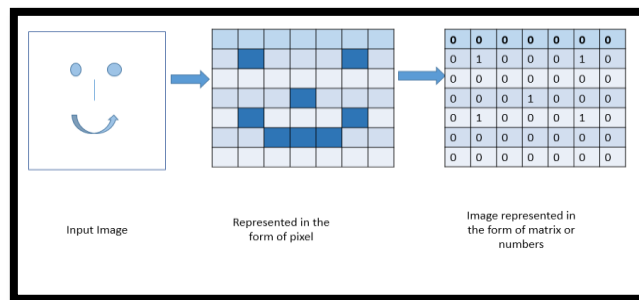 0 0 0 0 0 0 0
0 1 0 0 0 1 0
0 0 0 0 0 0 0
0 0 0 1 0 0 0
0 1 0 0 0 1 0
0 0 0 0 0 0 0
0 0 0 0 0 0 0
Input Image
Represented in the
form of pixel
Image represented in
the form of matrix or
numbers